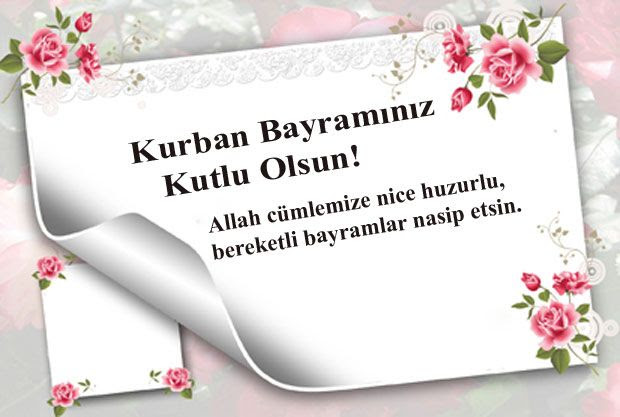 Kurban Bayramınız
Kutlu Olsun!
Allah cümlemize nice huzurlu,
bereketli bayramlar nasip etsin.